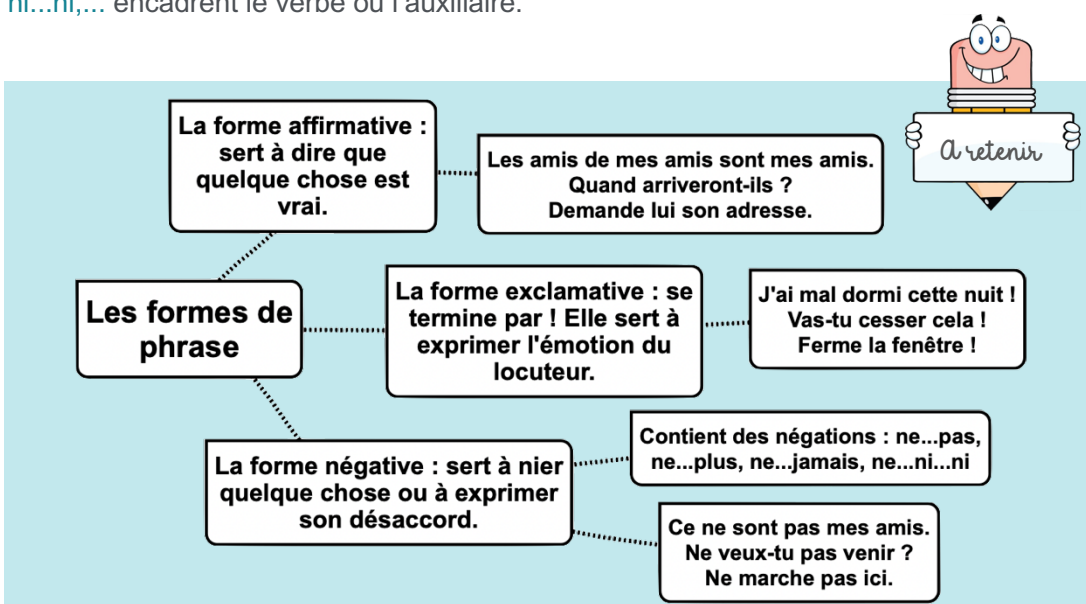 ni...ni,... encadrent le verbe ou l'auxiliaire.
A retenir
La forme affirmative :
sert à dire que
quelque chose est
vrai.
Les amis de mes amis sont mes amis.
Quand arriveront-ils ?
Demande lui son adresse.
Les formes de
phrase
La forme exclamative : se
termine par ! Elle sert à
exprimer l'émotion du
locuteur.
J'ai mal dormi cette nuit !
Vas-tu cesser cela !
Ferme la fenêtre !
La forme négative : sert à nier
quelque chose ou à exprimer
son désaccord.
Contient des négations : ne...pas,
ne...plus, ne...jamais, ne...ni...ni
Ce ne sont pas mes amis.
Ne veux-tu pas venir ?
Ne marche pas ici.